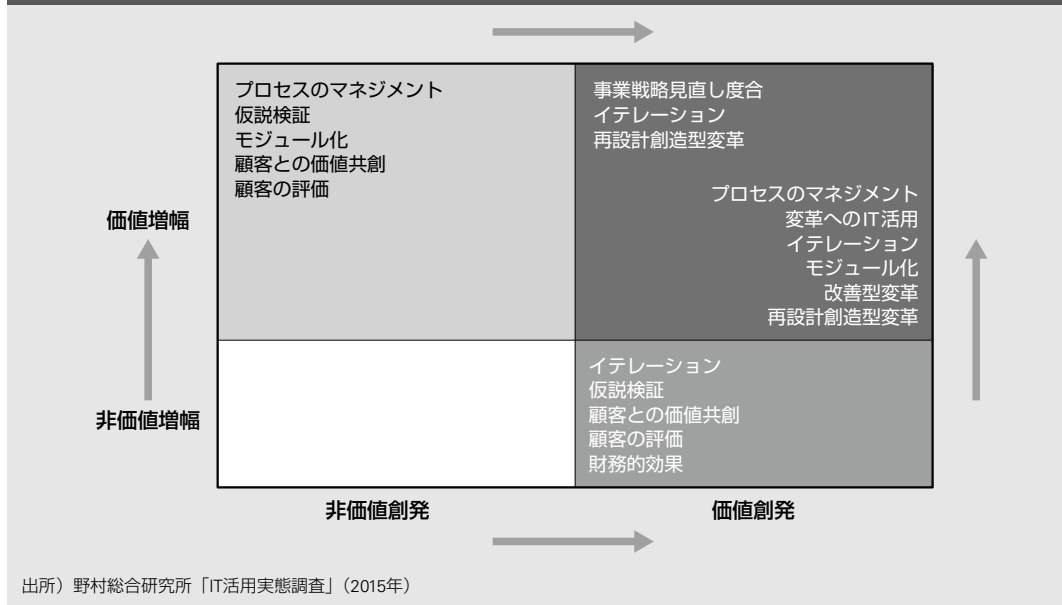 プロセスのマネジメント
仮説検証
モジュール化
顧客との価値共創
顧客の評価
事業戦略見直し度合
イテレーション
再設計創造型変革
プロセスのマネジメント
変革へのIT活用
イテレーション
モジュール化
改善型変革
再設計創造型変革
価値増幅
非価値増幅
イテレーション
仮説検証
顧客との価値共創
顧客の評価
財務的効果
非価値創発
価値創発
出所）野村総合研究所「IT活用実態調査」（2015年）